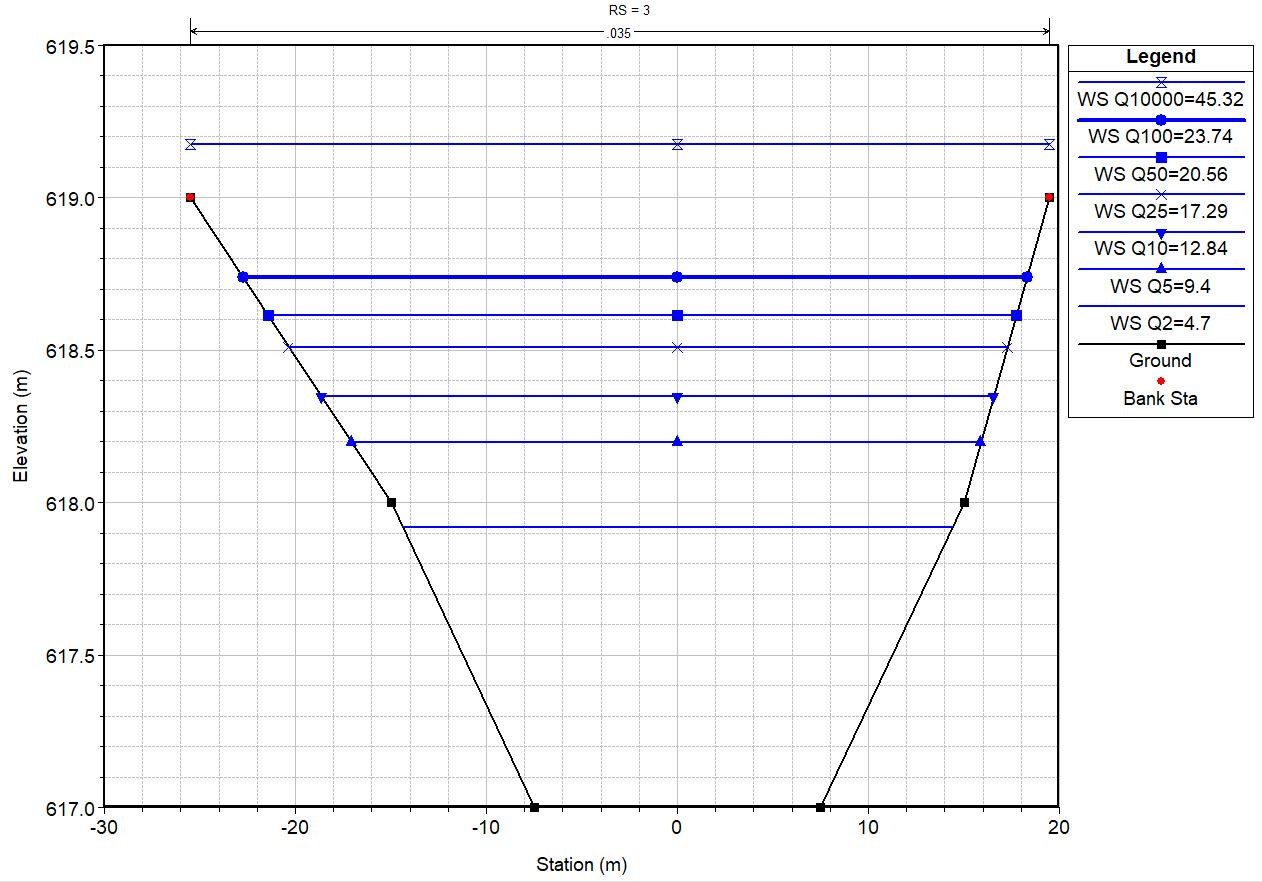 RS = 3
.035
619.5
619.0
618.5
618.0
617.5
617.0
Elevation (m)
-30
-20
-10
0
10
20
Station (m)
Legend
WS Q10000=45.32
WS Q100=23.74
WS Q50=20.56
WS Q25=17.29
WS Q10=12.84
WS Q5=9.4
WS Q2=4.7
Ground
Bank Sta